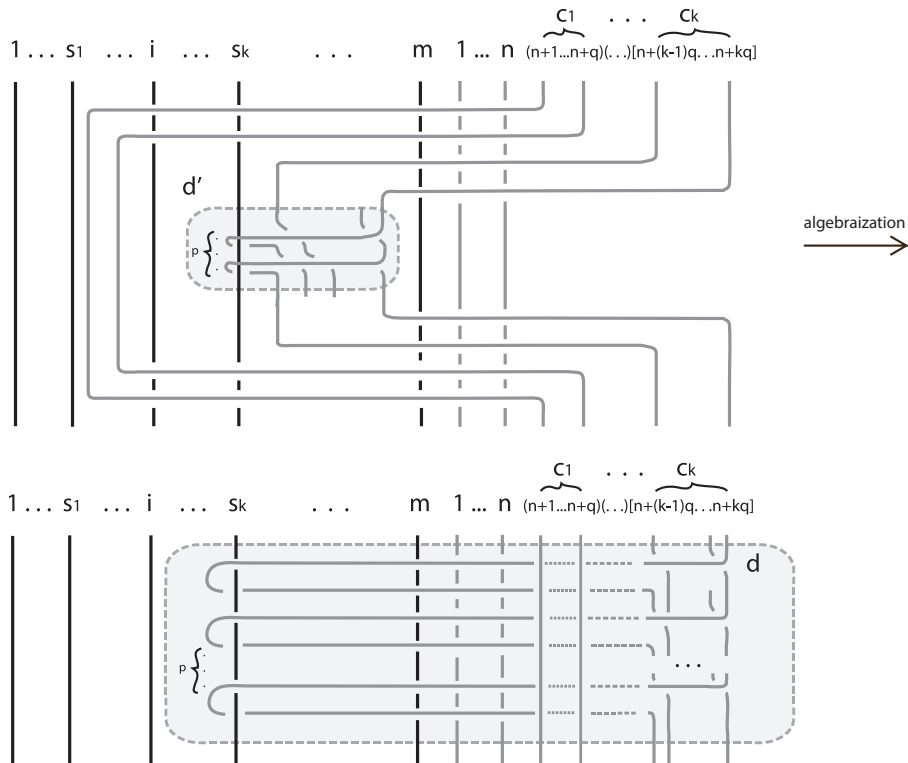 c1 . . . ck
1 ... s1 ... i ... sk . . . m 1 ... n (n+1...n+q)(...)[n+(k-1)q...n+kq]
d'
p
algebraization
c1 . . . ck
1 ... s1 ... i ... sk . . . m 1 ... n (n+1...n+q)(...)[n+(k-1)q...n+kq]
d
p
. . .